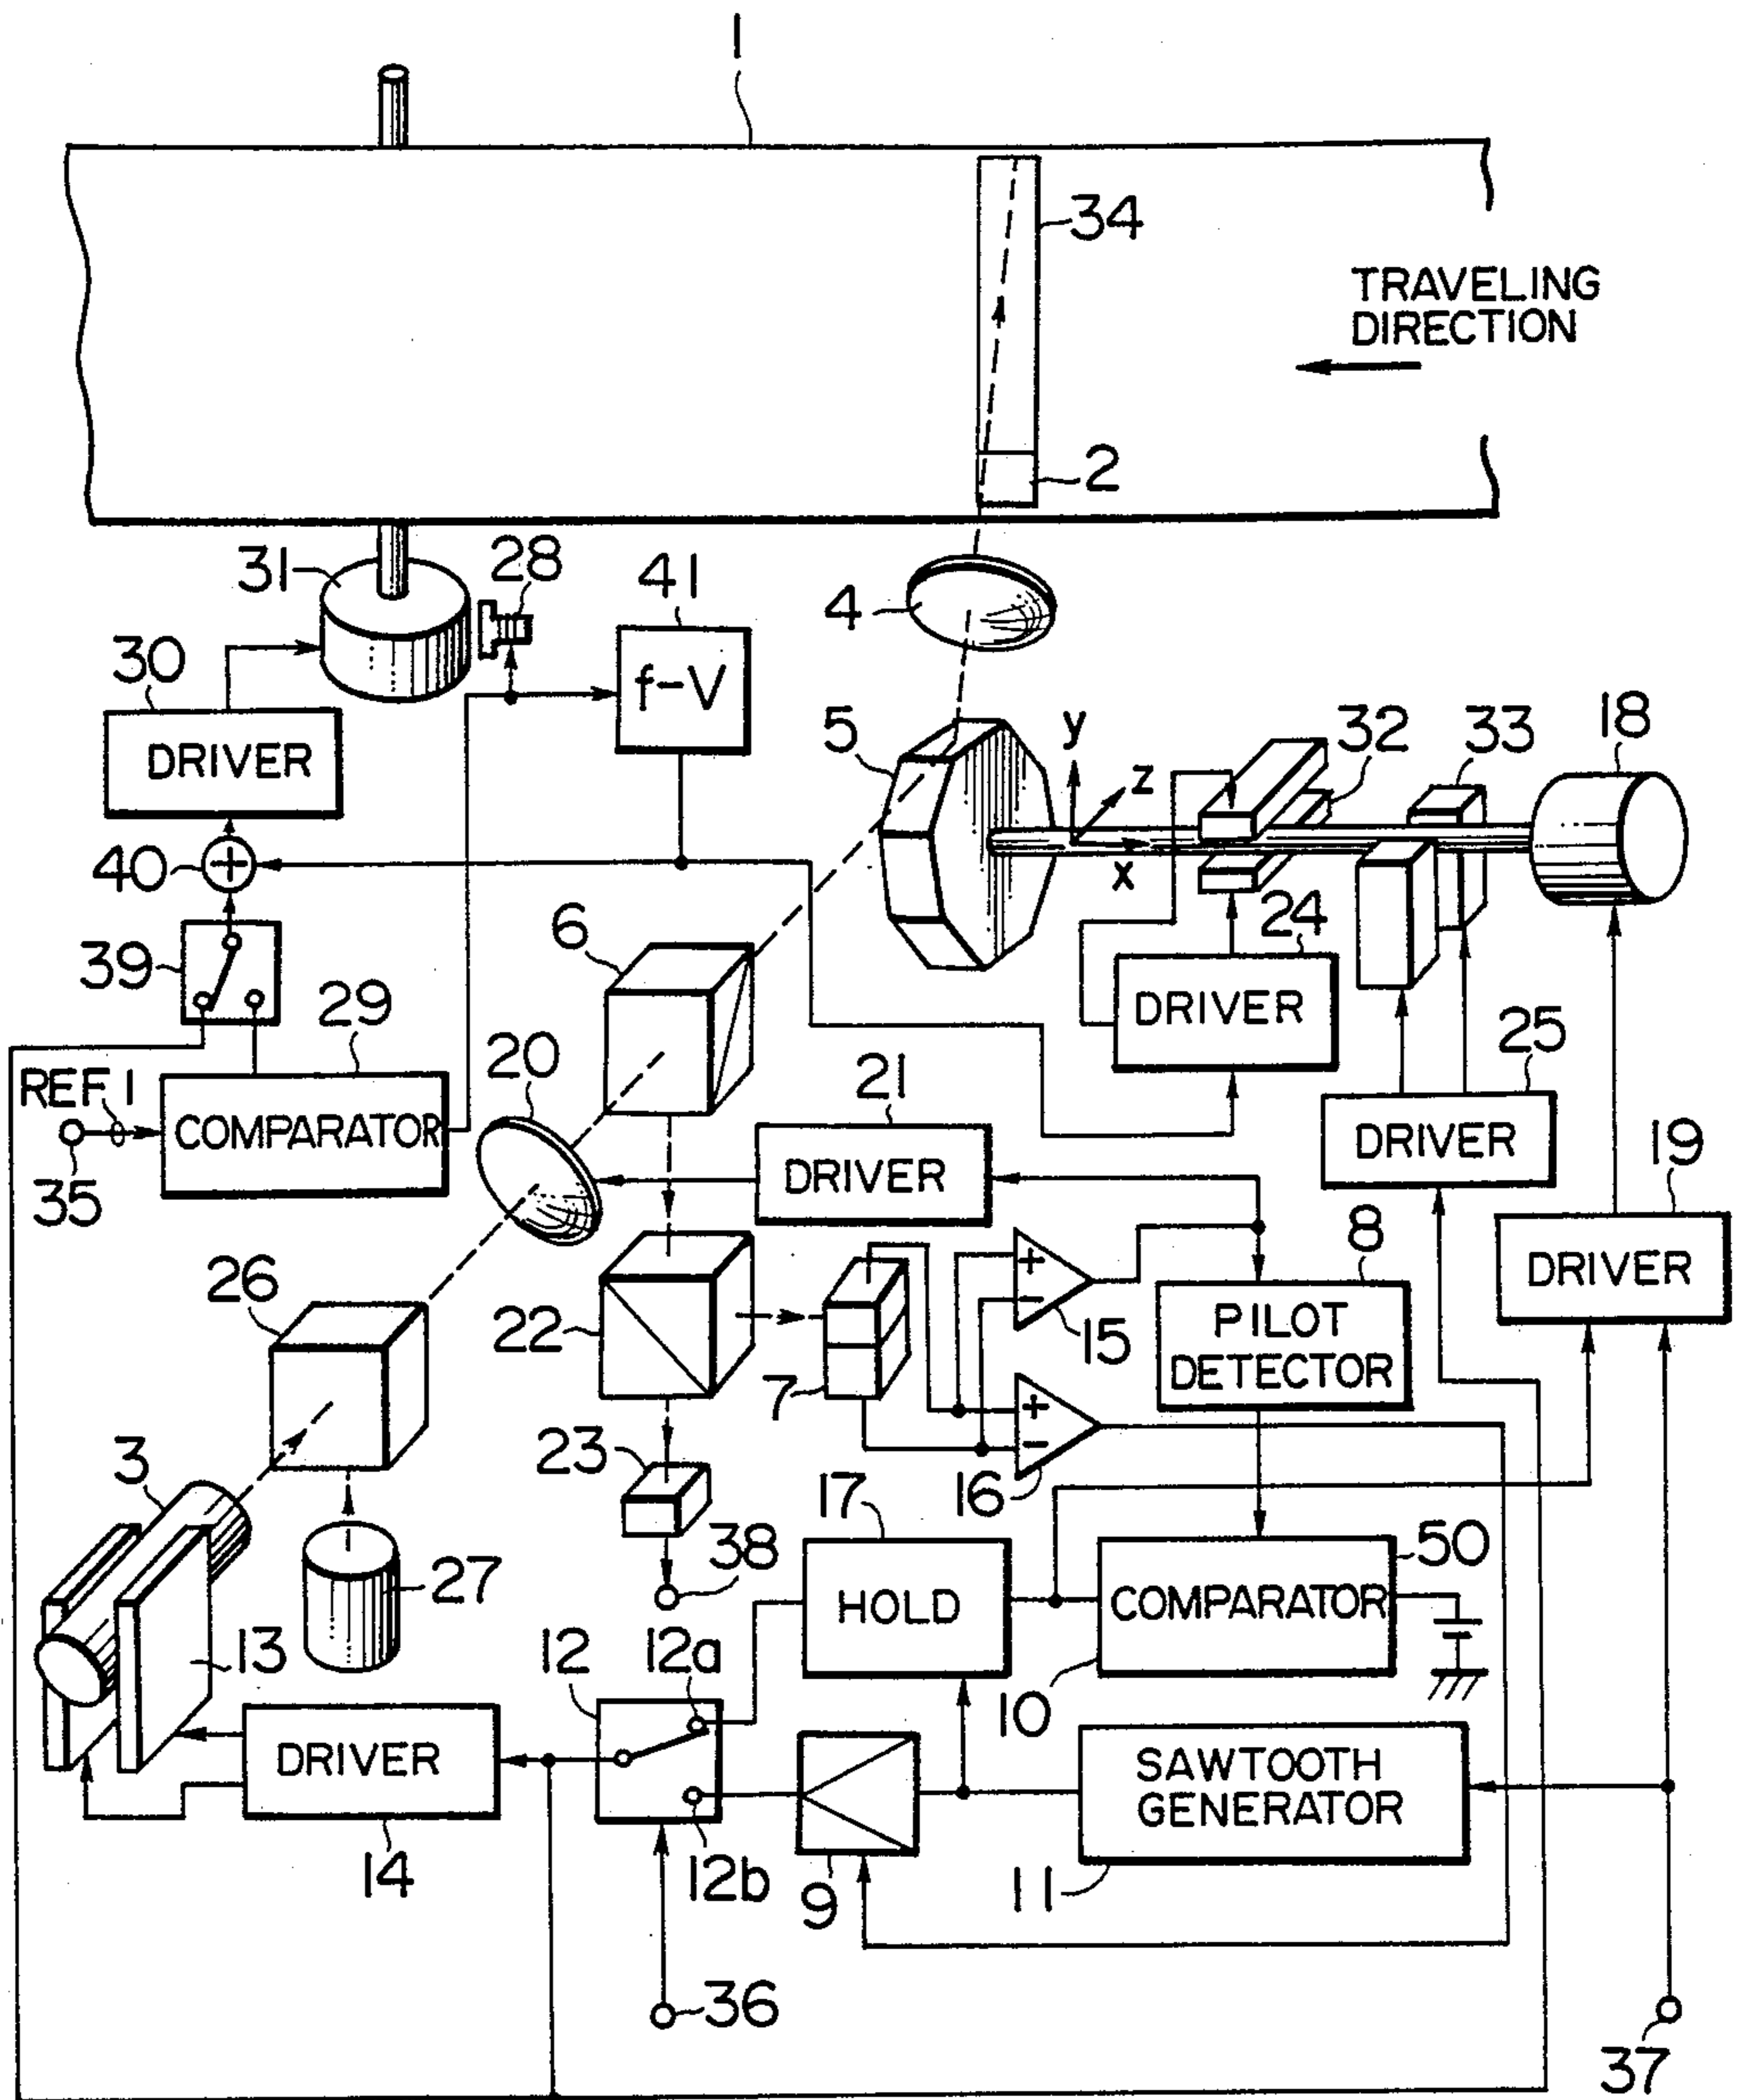 1
34
TRAVELING
DIRECTION
2
31
28
41
4
30
f-V
DRIVER
5
y
z
x
32
33
18
40
6
24
39
29
DRIVER
20
25
REF.1
21
COMPARATOR
DRIVER
DRIVER
19
35
8
26
+
-
15
DRIVER
22
PILOT
DETECTOR
7
+
-
3
23
16
17
50
38
27
HOLD
COMPARATOR
13
12
12a
10
DRIVER
SAWTOOTH
GENERATOR
14
12b
9
11
36
37